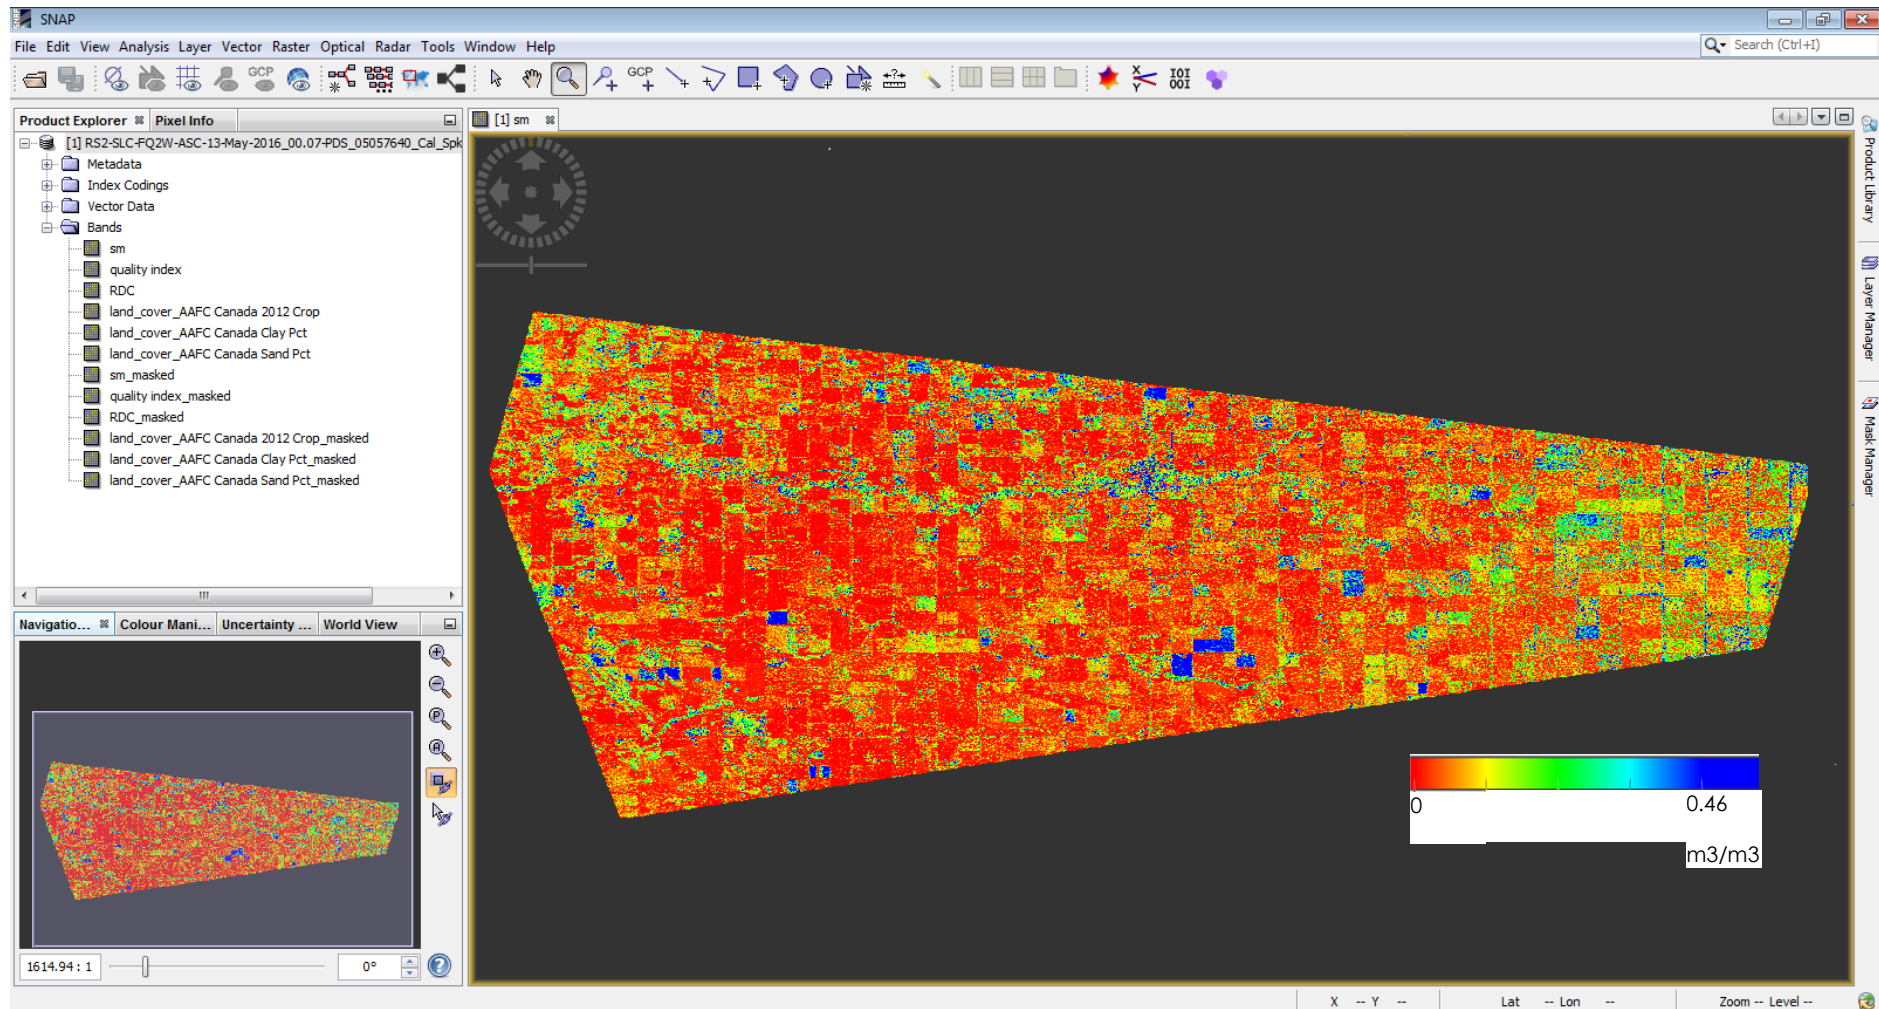 SNAP
File Edit View Analysis Layer Vector Raster Optical Radar Tools Window Help
Search (Ctrl+I)
GCP
GCP
X
Y
IOI
OOI
Product Explorer
Pixel Info
[1] sm
[1] RS2-SLC-FQ2W-ASC-13-May-2016_00.07-PDS_05057640_Cal_Spk
Metadata
Index Codings
Vector Data
Bands
sm
quality index
RDC
land_cover_AAFC Canada 2012 Crop
land_cover_AAFC Canada Clay Pct
land_cover_AAFC Canada Sand Pct
sm_masked
quality index_masked
RDC_masked
land_cover_AAFC Canada 2012 Crop_masked
land_cover_AAFC Canada Clay Pct_masked
land_cover_AAFC Canada Sand Pct_masked
Product Library
Layer Manager
Mask Manager
Navigatio...
Colour Mani...
Uncertainty ...
World View
1614.94 : 1
0°
0
0.46
m3/m3
X -- Y --
Lat -- Lon --
Zoom -- Level --